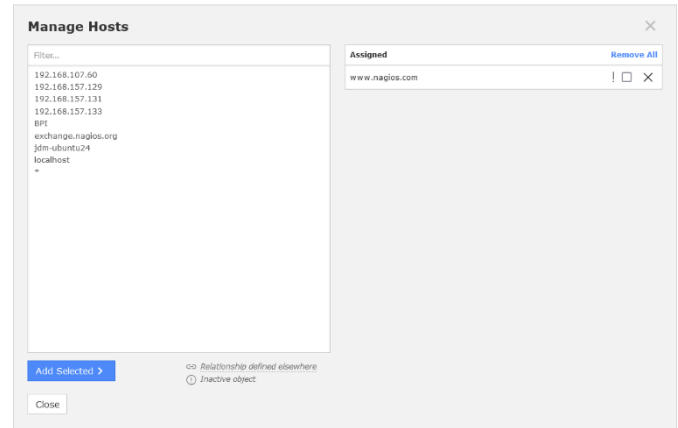 Manage Hosts
Filter...
192.168.107.60
192.168.157.129
192.168.157.131
192.168.157.133
BPI
exchange.nagios.org
jdm-ubuntu24
localhost
*
Add Selected >
Relationship defined elsewhere
Inactive object
Close
Assigned Remove All
www.nagios.com !